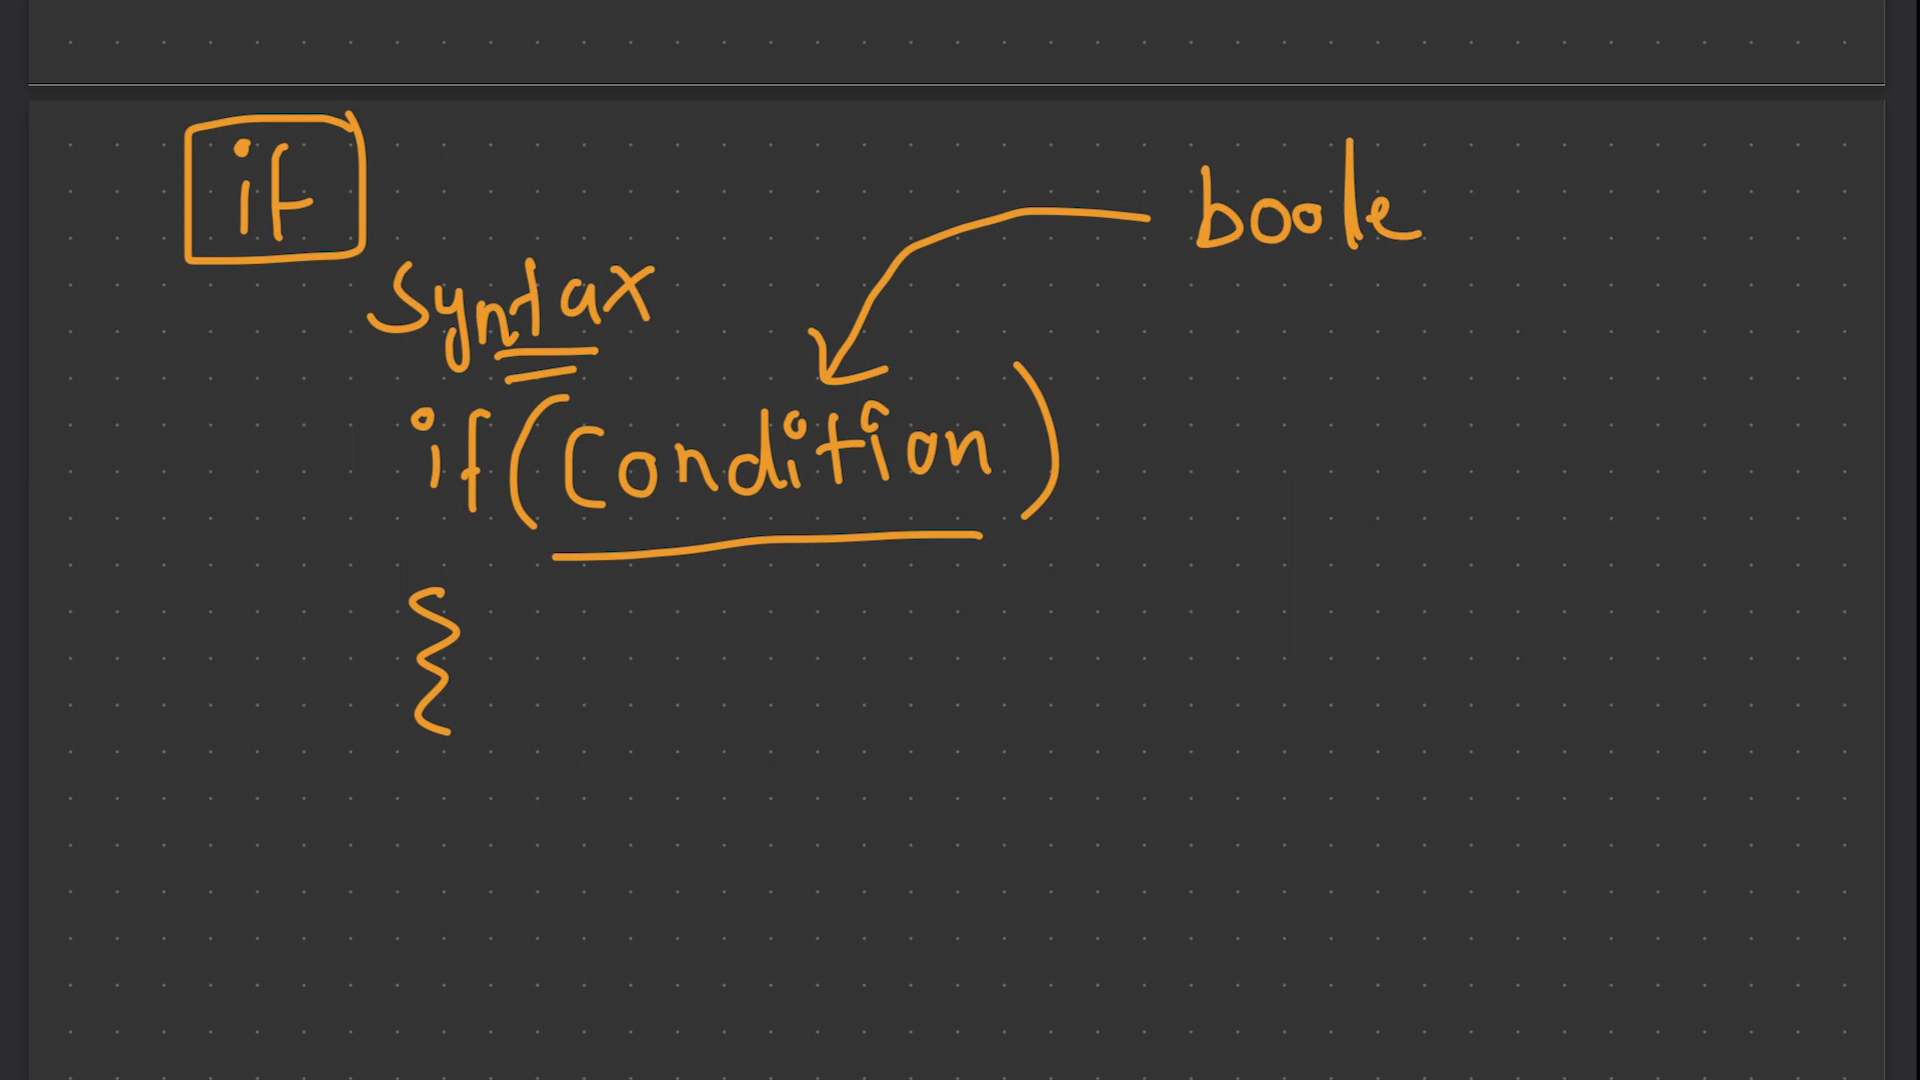 if
boole
Syntax
if(Condition)
{